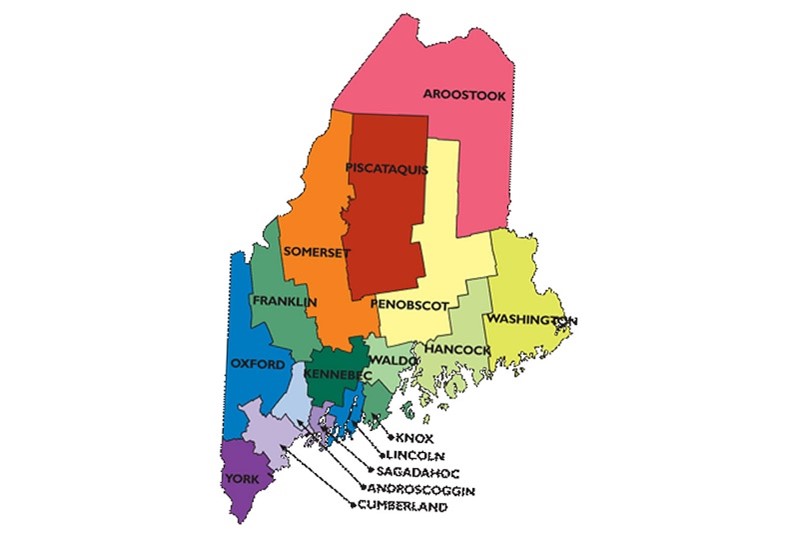 AROOSTOOK
PISCATAQUIS
SOMERSET
FRANKLIN
PENOBSCOT
WASHINGTON
HANCOCK
WALDO
OXFORD
KENNEBEC
KNOX
LINCOLN
SAGADAHOC
YORK
ANDROSCOGGIN
CUMBERLAND